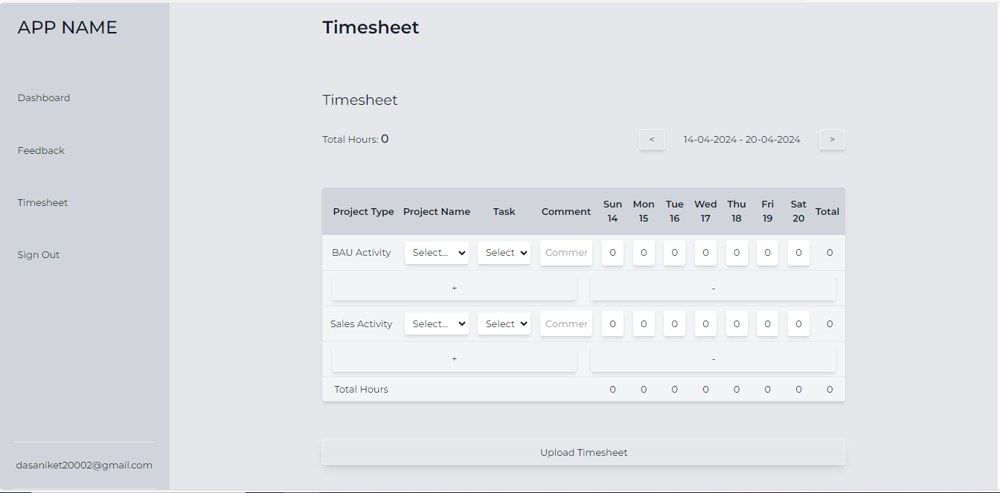 APP NAME
Dashboard
Feedback
Timesheet
Sign Out
dasaniket20002@gmail.com
Timesheet
Timesheet
Total Hours: 0
< 14-04-2024 - 20-04-2024 >
Project Type Project Name Task Comment Sun 14 Mon 15 Tue 16 Wed 17 Thu 18 Fri 19 Sat 20 Total
BAU Activity Select... Select Commer 0 0 0 0 0 0 0 0
+ -
Sales Activity Select... Select Commer 0 0 0 0 0 0 0 0
+ -
Total Hours 0 0 0 0 0 0 0 0
Upload Timesheet